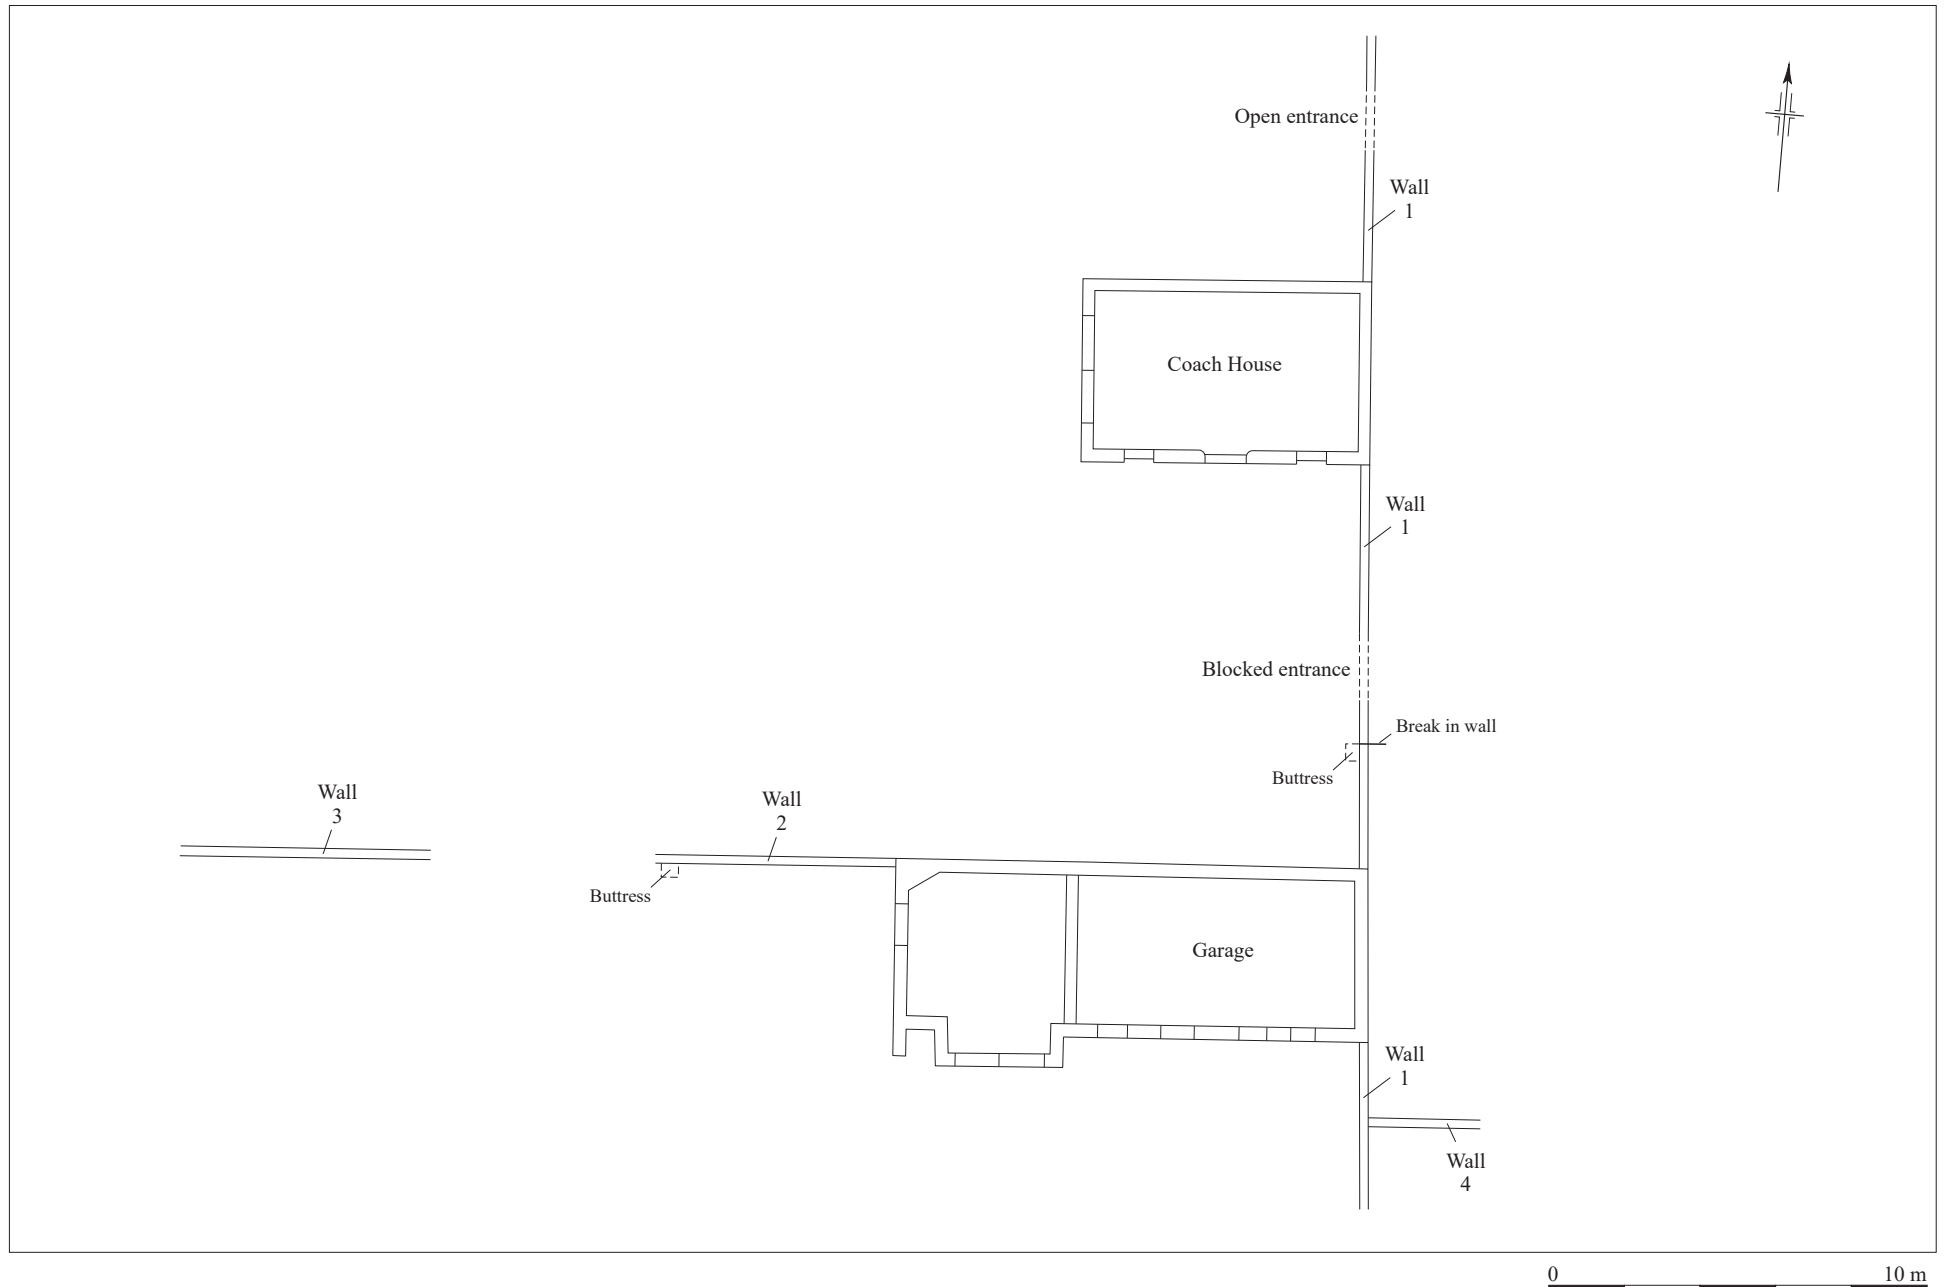 Open entrance
Wall
1
Coach House
Wall
1
Blocked entrance
Break in wall
Buttress
Wall
3
Wall
2
Buttress
Garage
Wall
1
Wall
4
0
10 m